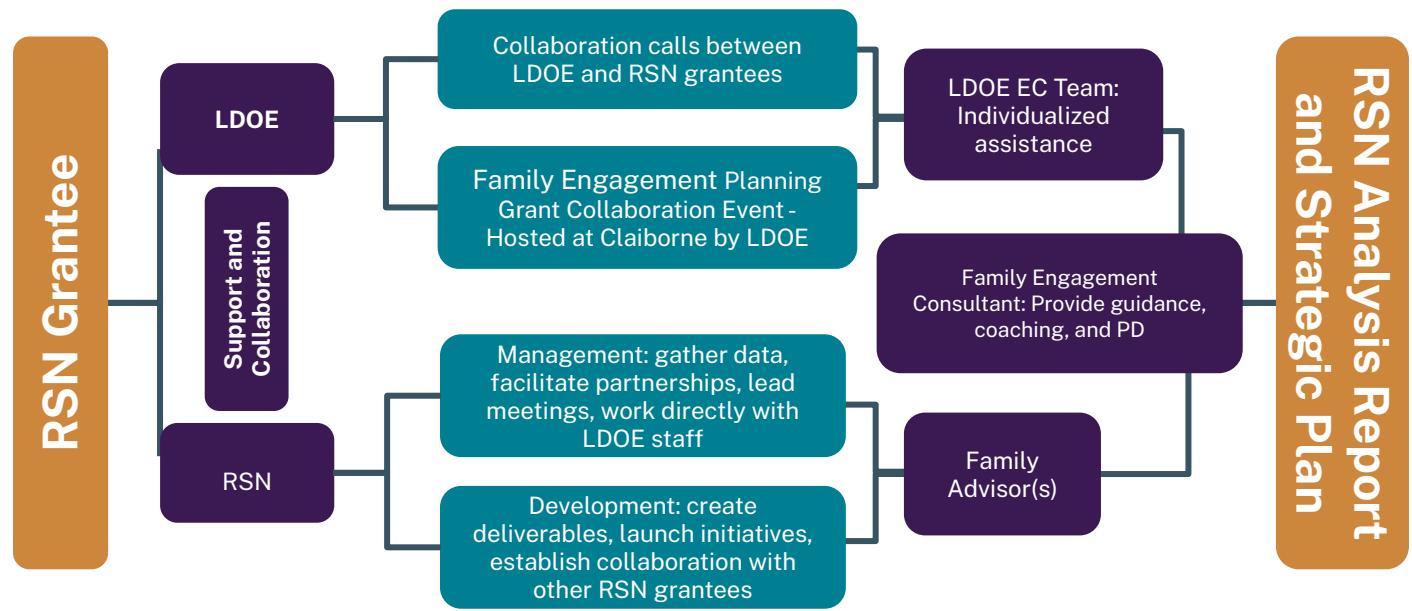 RSN Grantee
LDOE
Support and
Collaboration
RSN
Collaboration calls between
LDOE and RSN grantees
Family Engagement Planning
Grant Collaboration Event -
Hosted at Claiborne by LDOE
Management: gather data,
facilitate partnerships, lead
meetings, work directly with
LDOE staff
Development: create
deliverables, launch initiatives,
establish collaboration with
other RSN grantees
LDOE EC Team:
Individualized
assistance
Family Engagement
Consultant: Provide guidance,
coaching, and PD
Family
Advisor(s)
RSN Analysis Report
and Strategic Plan